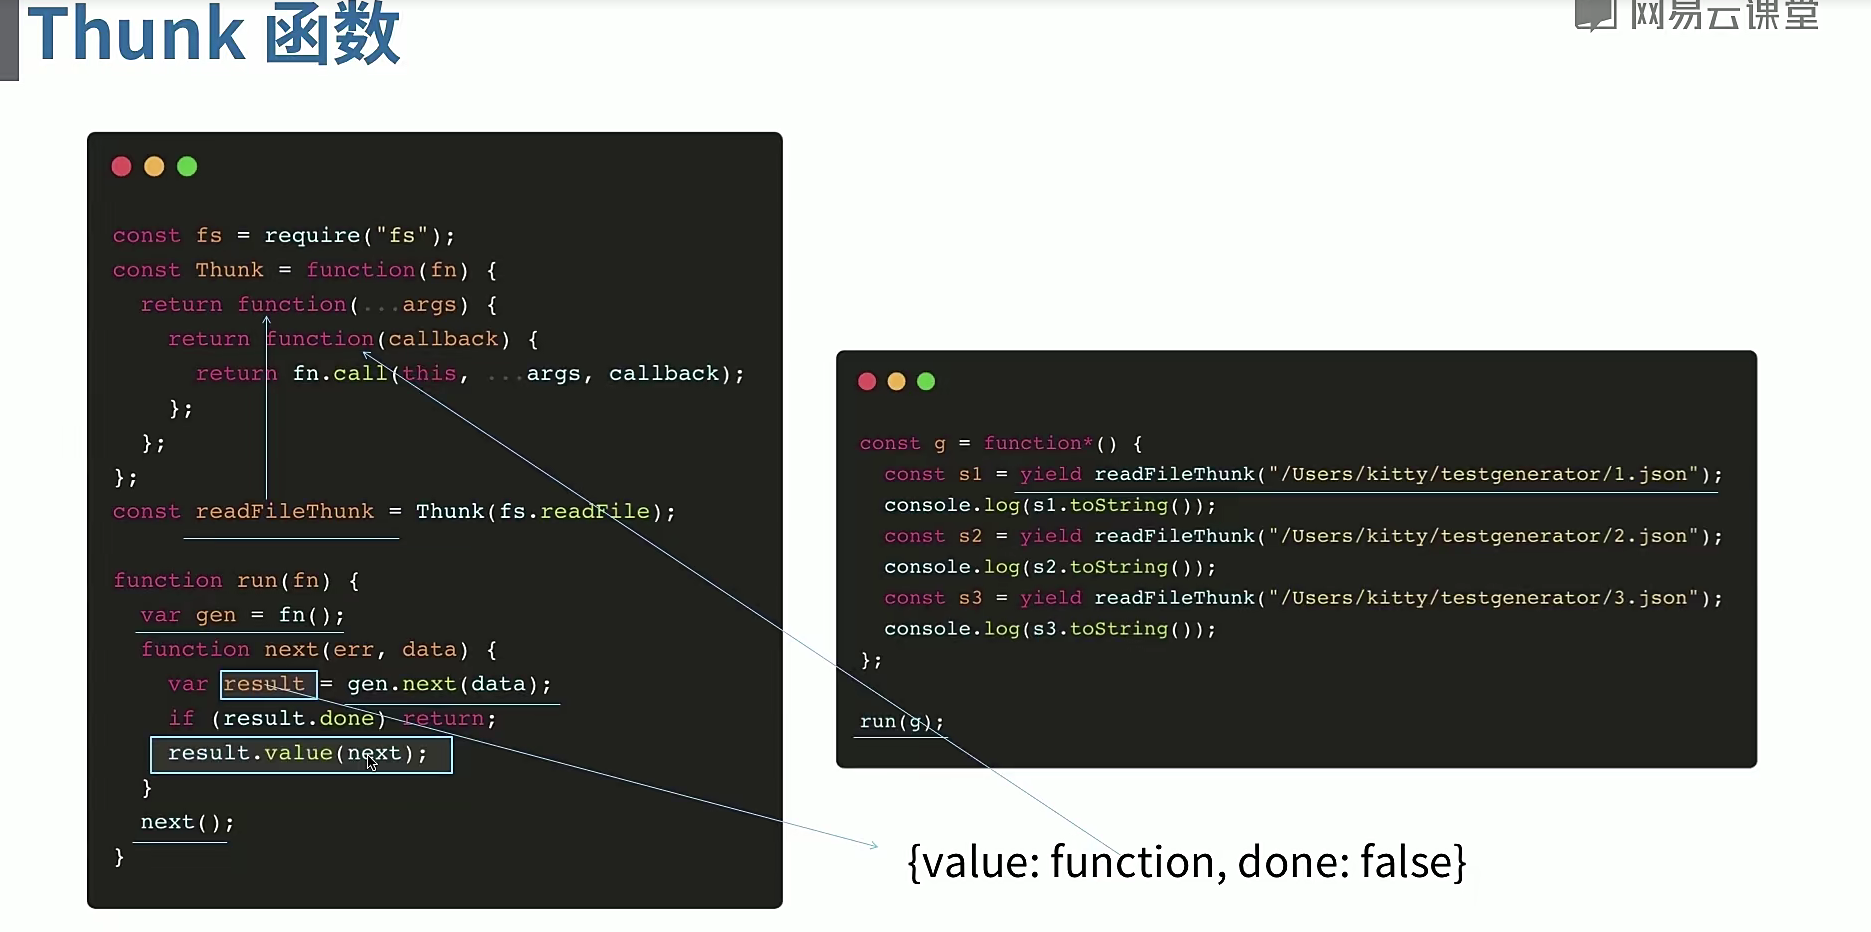 Thunk 函数
网易云课堂
const fs = require("fs");
const Thunk = function(fn) {
return function(...args) {
return function(callback) {
return fn.call(this, ...args, callback);
};
};
};
const readFileThunk = Thunk(fs.readFile);
function run(fn) {
var gen = fn();
function next(err, data) {
var result = gen.next(data);
if (result.done) return;
result.value(next);
}
next();
}
const g = function*() {
const s1 = yield readFileThunk("/Users/kitty/testgenerator/1.json");
console.log(s1.toString());
const s2 = yield readFileThunk("/Users/kitty/testgenerator/2.json");
console.log(s2.toString());
const s3 = yield readFileThunk("/Users/kitty/testgenerator/3.json");
console.log(s3.toString());
};
run(g);
{value: function, done: false}